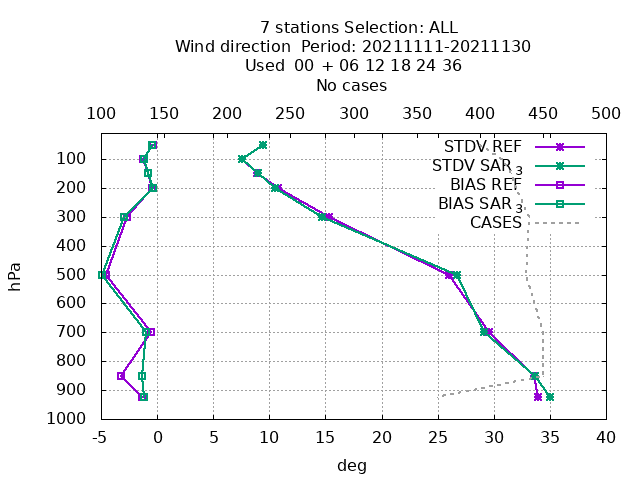 7 stations Selection: ALL
Wind direction  Period: 20211111-20211130
Used  00 + 06 12 18 24 36
No cases
100 150 200 250 300 350 400 450 500
STDV REF
STDV SAR_3
BIAS REF
BIAS SAR_3
CASES
100
200
300
400
500
600
700
800
900
1000
hPa
-5 0 5 10 15 20 25 30 35 40
deg